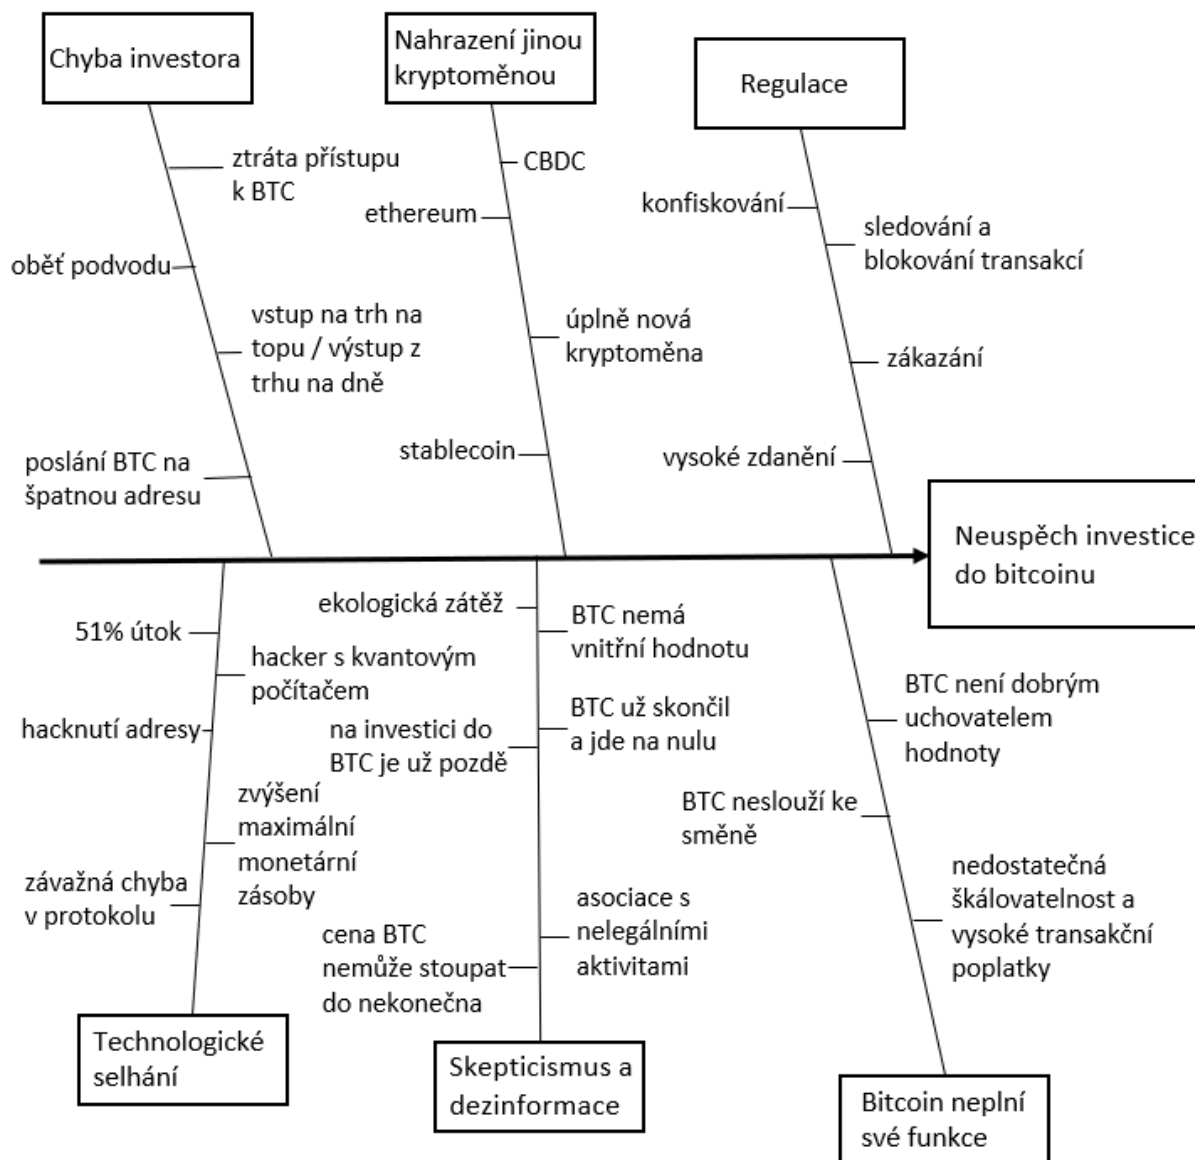 Chyba investora
Nahrazení jinou
kryptoměnou
Regulace
ztráta přístupu
k BTC
oběť podvodu
vstup na trh na
topu / výstup z
trhu na dně
poslání BTC na
špatnou adresu
CBDC
ethereum
úplně nová
kryptoměna
stablecoin
konfiskování
sledování a
blokování transakcí
zákazání
vysoké zdanění
Neuspěch investice
do bitcoinu
51% útok
hacker s kvantovým
počítačem
hacknutí adresy
zvýšení
maximální
monetární
zásoby
závažná chyba
v protokolu
Technologické
selhání
ekologická zátěž
BTC nemá
vnitřní hodnotu
BTC už skončil
a jde na nulu
na investici do
BTC je už pozdě
asociace s
nelegálními
aktivitami
cena BTC
nemůže stoupat
do nekonečna
Skepticismus a
dezinformace
BTC není dobrým
uchovatelem
hodnoty
BTC neslouží ke
směně
nedostatečná
škálovatelnost a
vysoké transakční
poplatky
Bitcoin neplní
své funkce